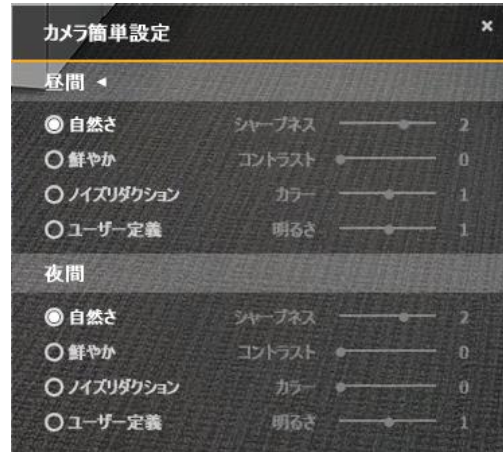 カメラ簡単設定 ×
昼間 ◀
自然さ シャープネス 2
鮮やか コントラスト 0
ノイズリダクション カラー 1
ユーザー定義 明るさ 1
夜間
自然さ シャープネス 2
鮮やか コントラスト 0
ノイズリダクション カラー 0
ユーザー定義 明るさ 1